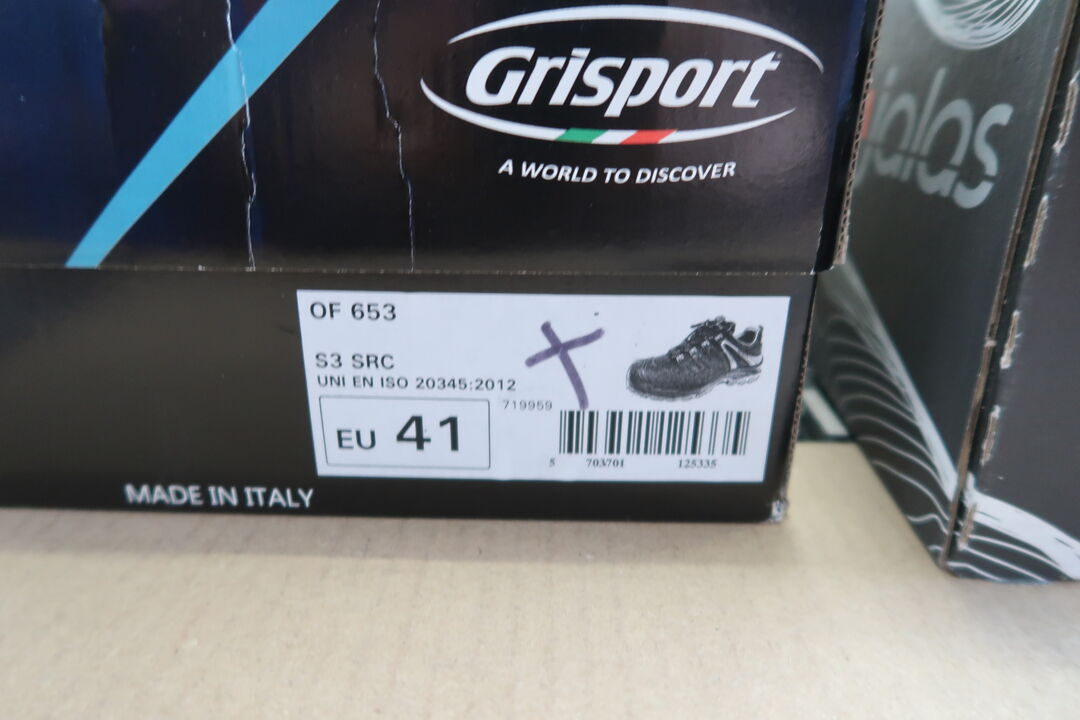 Grisport
A WORLD TO DISCOVER
jalas
OF 653
S3 SRC
UNI EN ISO 20345:2012
719959
EU 41
5 703701 125335
MADE IN ITALY